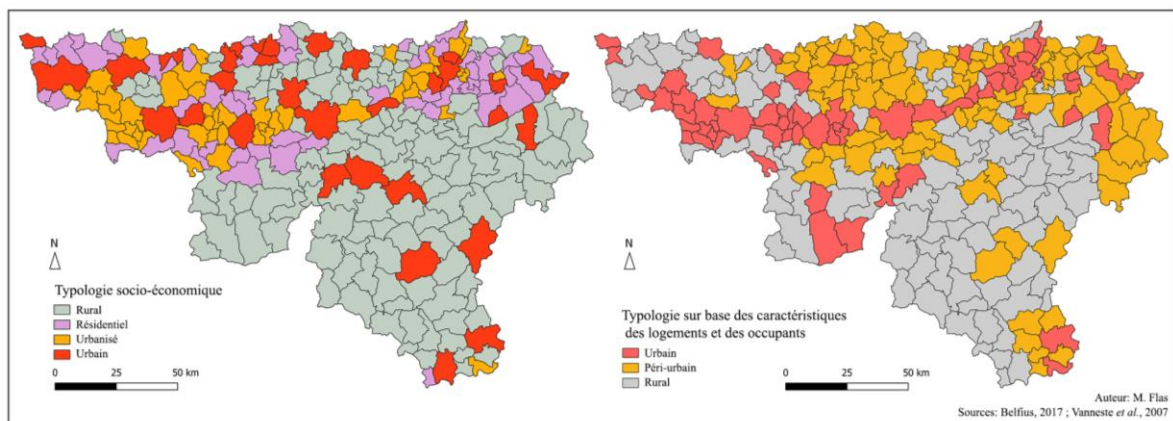 N
Typologie socio-économique
Rural
Résidentiel
Urbanisé
Urbain
0 25 50 km
N
Typologie sur base des caractéristiques
des logements et des occupants
Urbain
Péri-urbain
Rural
0 25 50 km
Auteur: M. Flas
Sources: Belfius, 2017 ; Vanneste et al., 2007